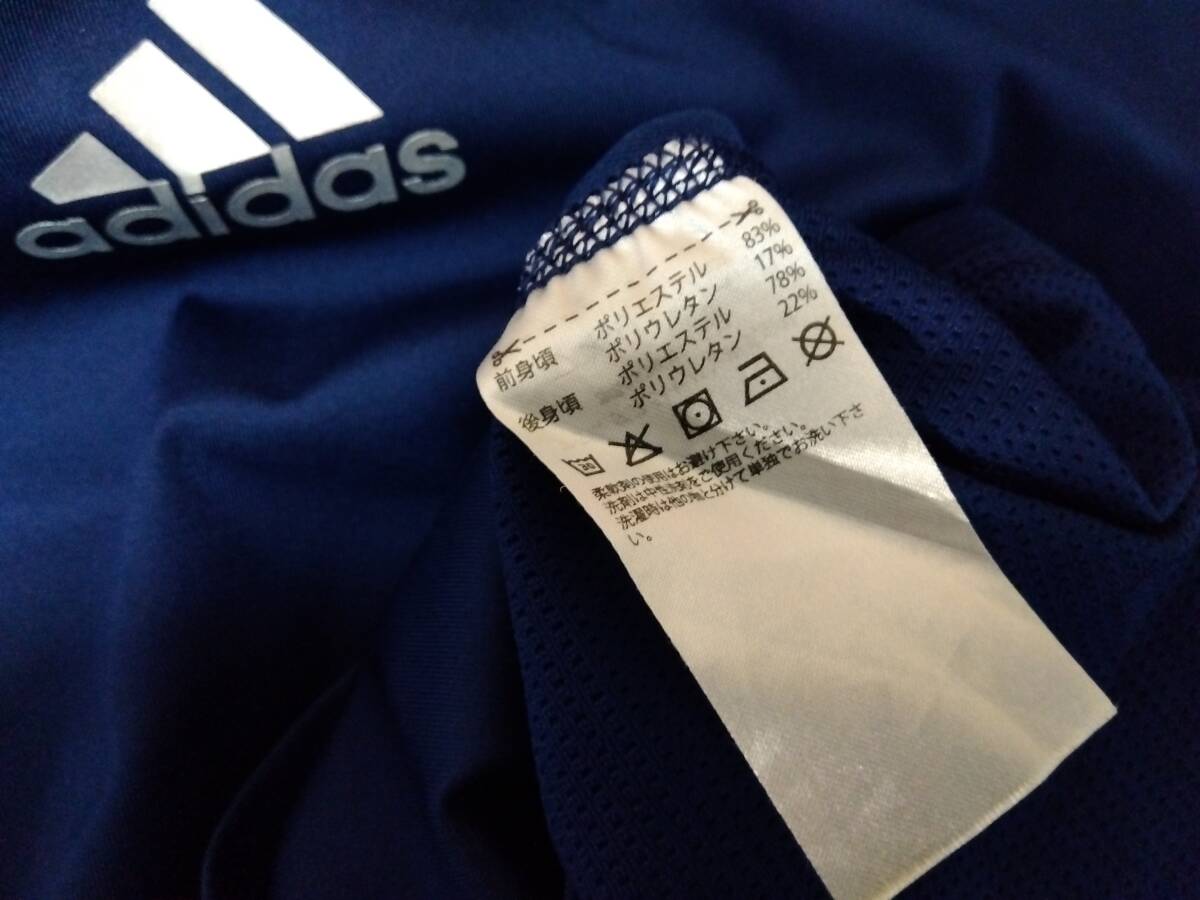 adidas
前身頃 ポリエステル 83%
ポリウレタン 17%
後身頃 ポリエステル 78%
ポリウレタン 22%
柔軟剤の使用はお避け下さい。
洗剤は中性洗剤をご使用ください。
洗濯時は他の物と分けて単独でお洗い下さ
い。